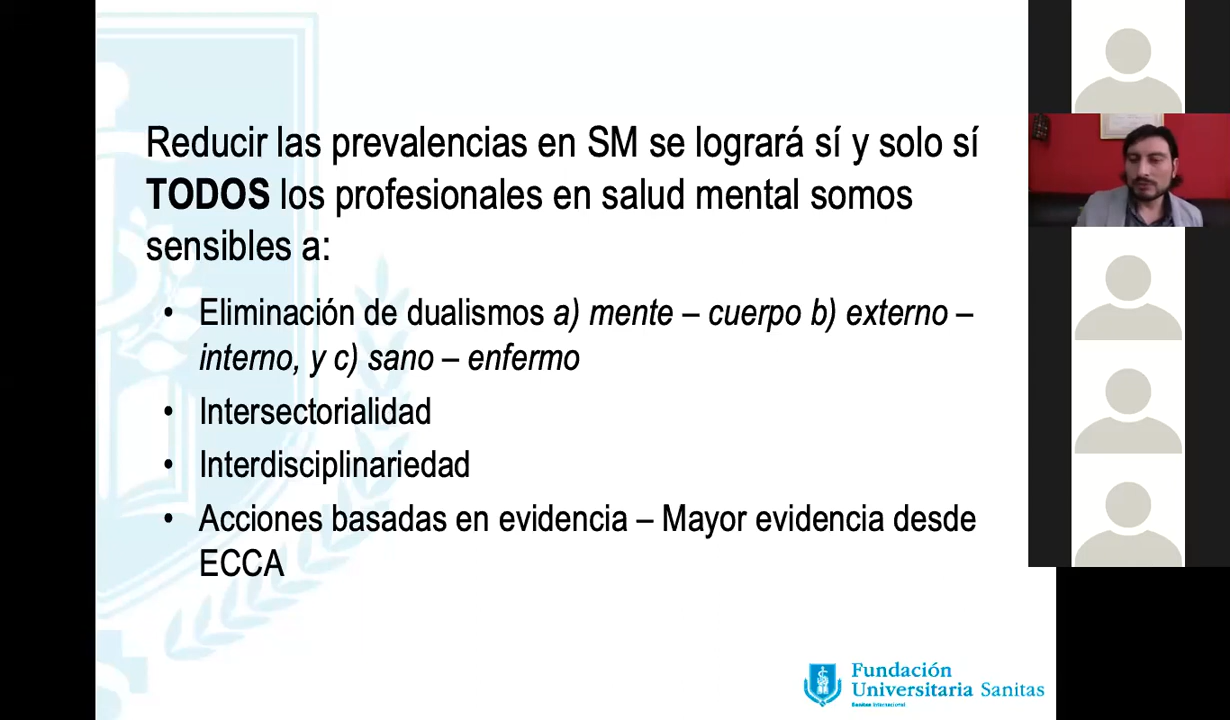 Reducir las prevalencias en SM se logrará sí y solo sí
TODOS los profesionales en salud mental somos
sensibles a:
• Eliminación de dualismos a) mente – cuerpo b) externo –
interno, y c) sano – enfermo
• Intersectorialidad
• Interdisciplinariedad
• Acciones basadas en evidencia – Mayor evidencia desde
ECCA
Fundación
Universitaria Sanitas
Sanitas Internacional